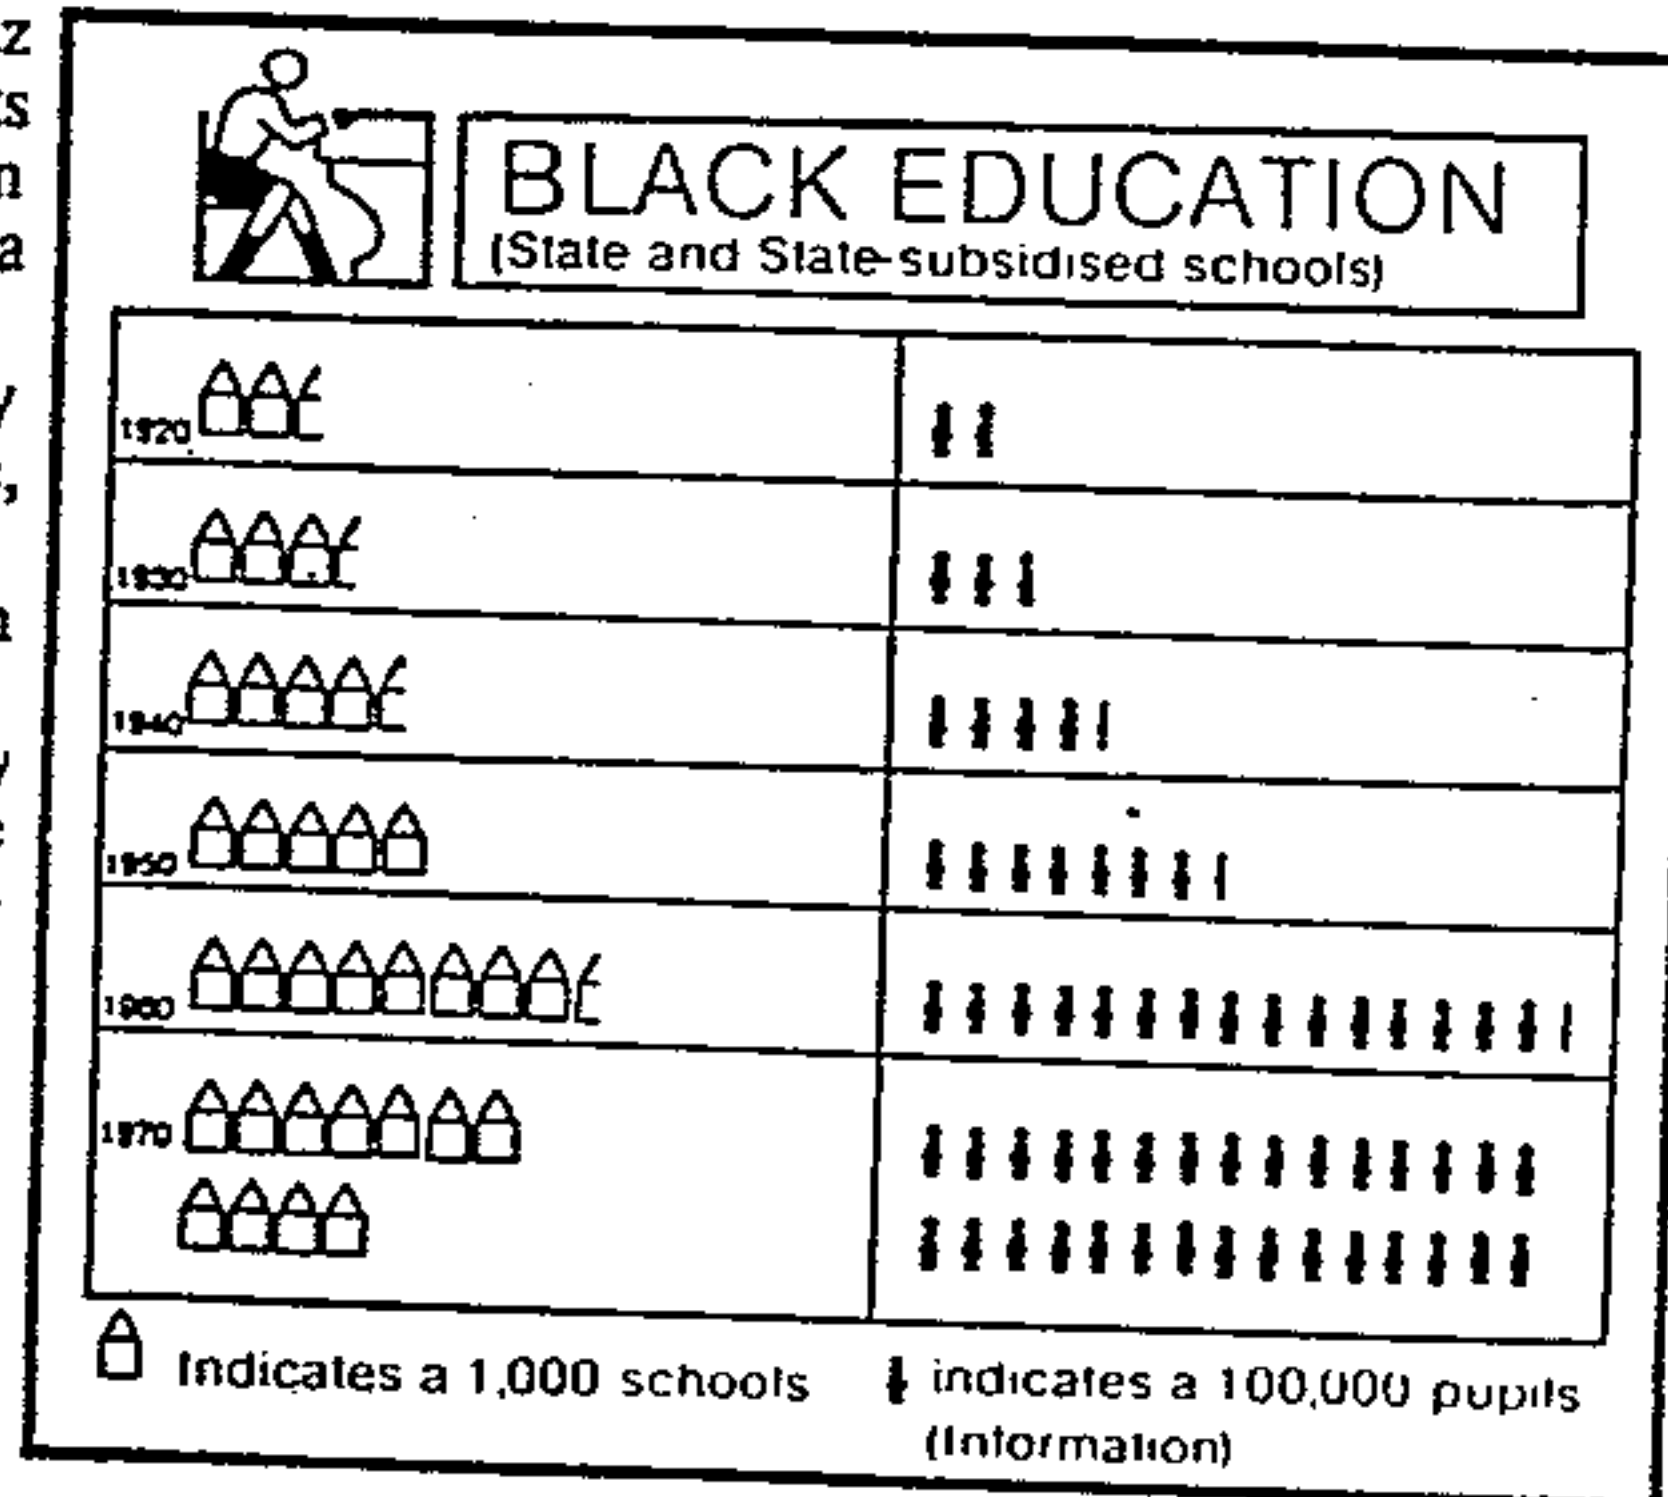 BLACK EDUCATION
(State and State-subsidised schools)
1920
1930
1940
1950
1960
1970
Indicates a 1,000 schools
indicates a 100,000 pupils
(Information)